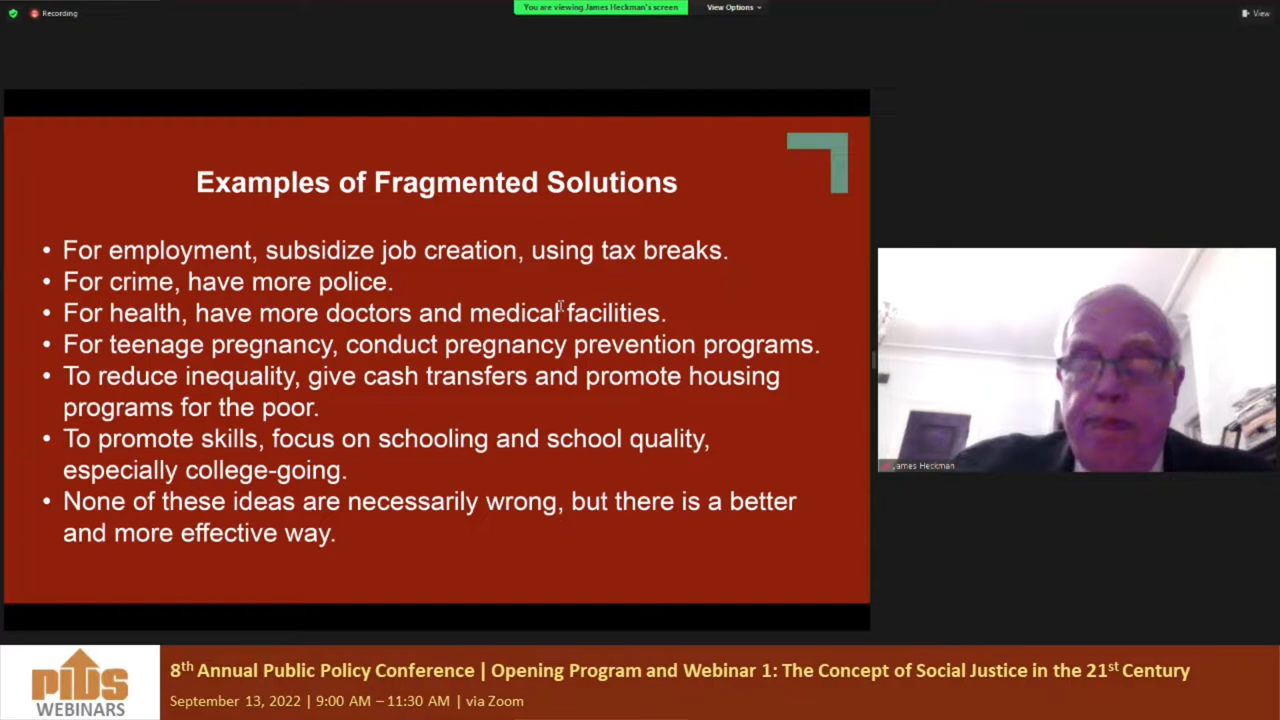 Recording
You are viewing James Heckman's screen
View Options
View
Examples of Fragmented Solutions
• For employment, subsidize job creation, using tax breaks.
• For crime, have more police.
• For health, have more doctors and medical facilities.
• For teenage pregnancy, conduct pregnancy prevention programs.
• To reduce inequality, give cash transfers and promote housing
programs for the poor.
• To promote skills, focus on schooling and school quality,
especially college-going.
• None of these ideas are necessarily wrong, but there is a better
and more effective way.
James Heckman
PIDS
WEBINARS
8th Annual Public Policy Conference | Opening Program and Webinar 1: The Concept of Social Justice in the 21st Century
September 13, 2022 | 9:00 AM – 11:30 AM | via Zoom